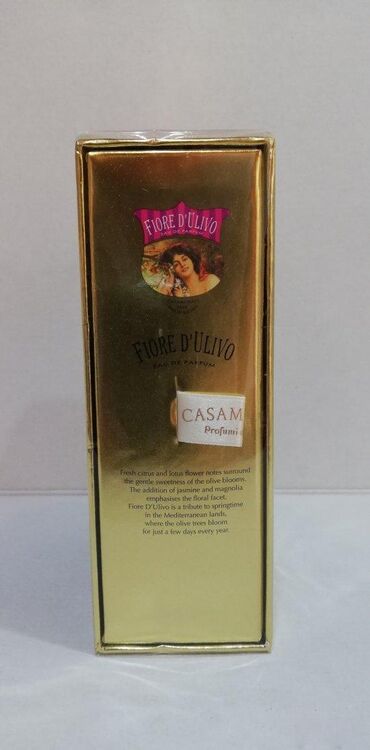 FIORE D'ULIVO
EAU DE PARFUM
FIORE D'ULIVO
EAU DE PARFUM
CASAM
Profumi
Fresh citrus and lotus flower notes surround
the gentle sweetness of the olive blooms.
The addition of jasmine and magnolia
emphasises the floral facet.
Fiore D'Ulivo is a tribute to springtime
in the Mediterranean lands,
where the olive trees bloom
for just a few days every year.